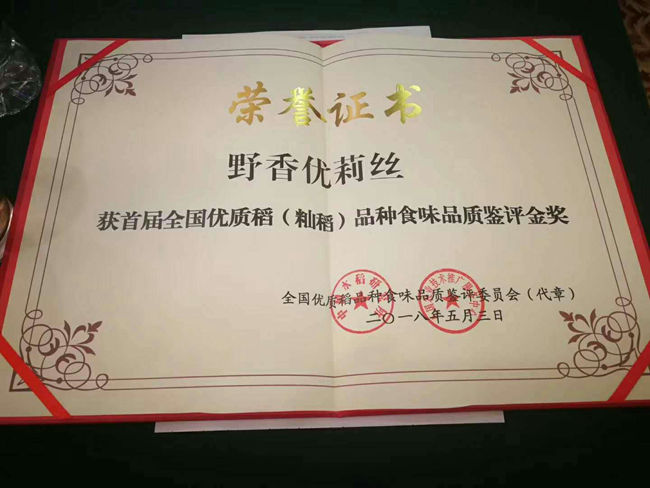 荣誉证书
野香优莉丝
获首届全国优质稻（籼稻）品种食味品质鉴评金奖
全国优质稻品种食味品质鉴评委员会（代章）
二〇一八年五月三日